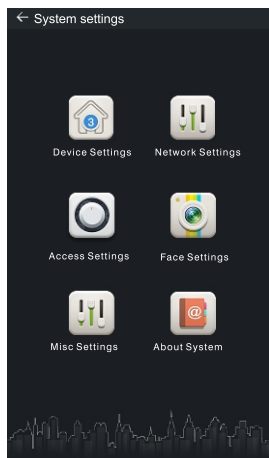 System settings
3
Device Settings
Network Settings
Access Settings
Face Settings
@
Misc Settings
About System